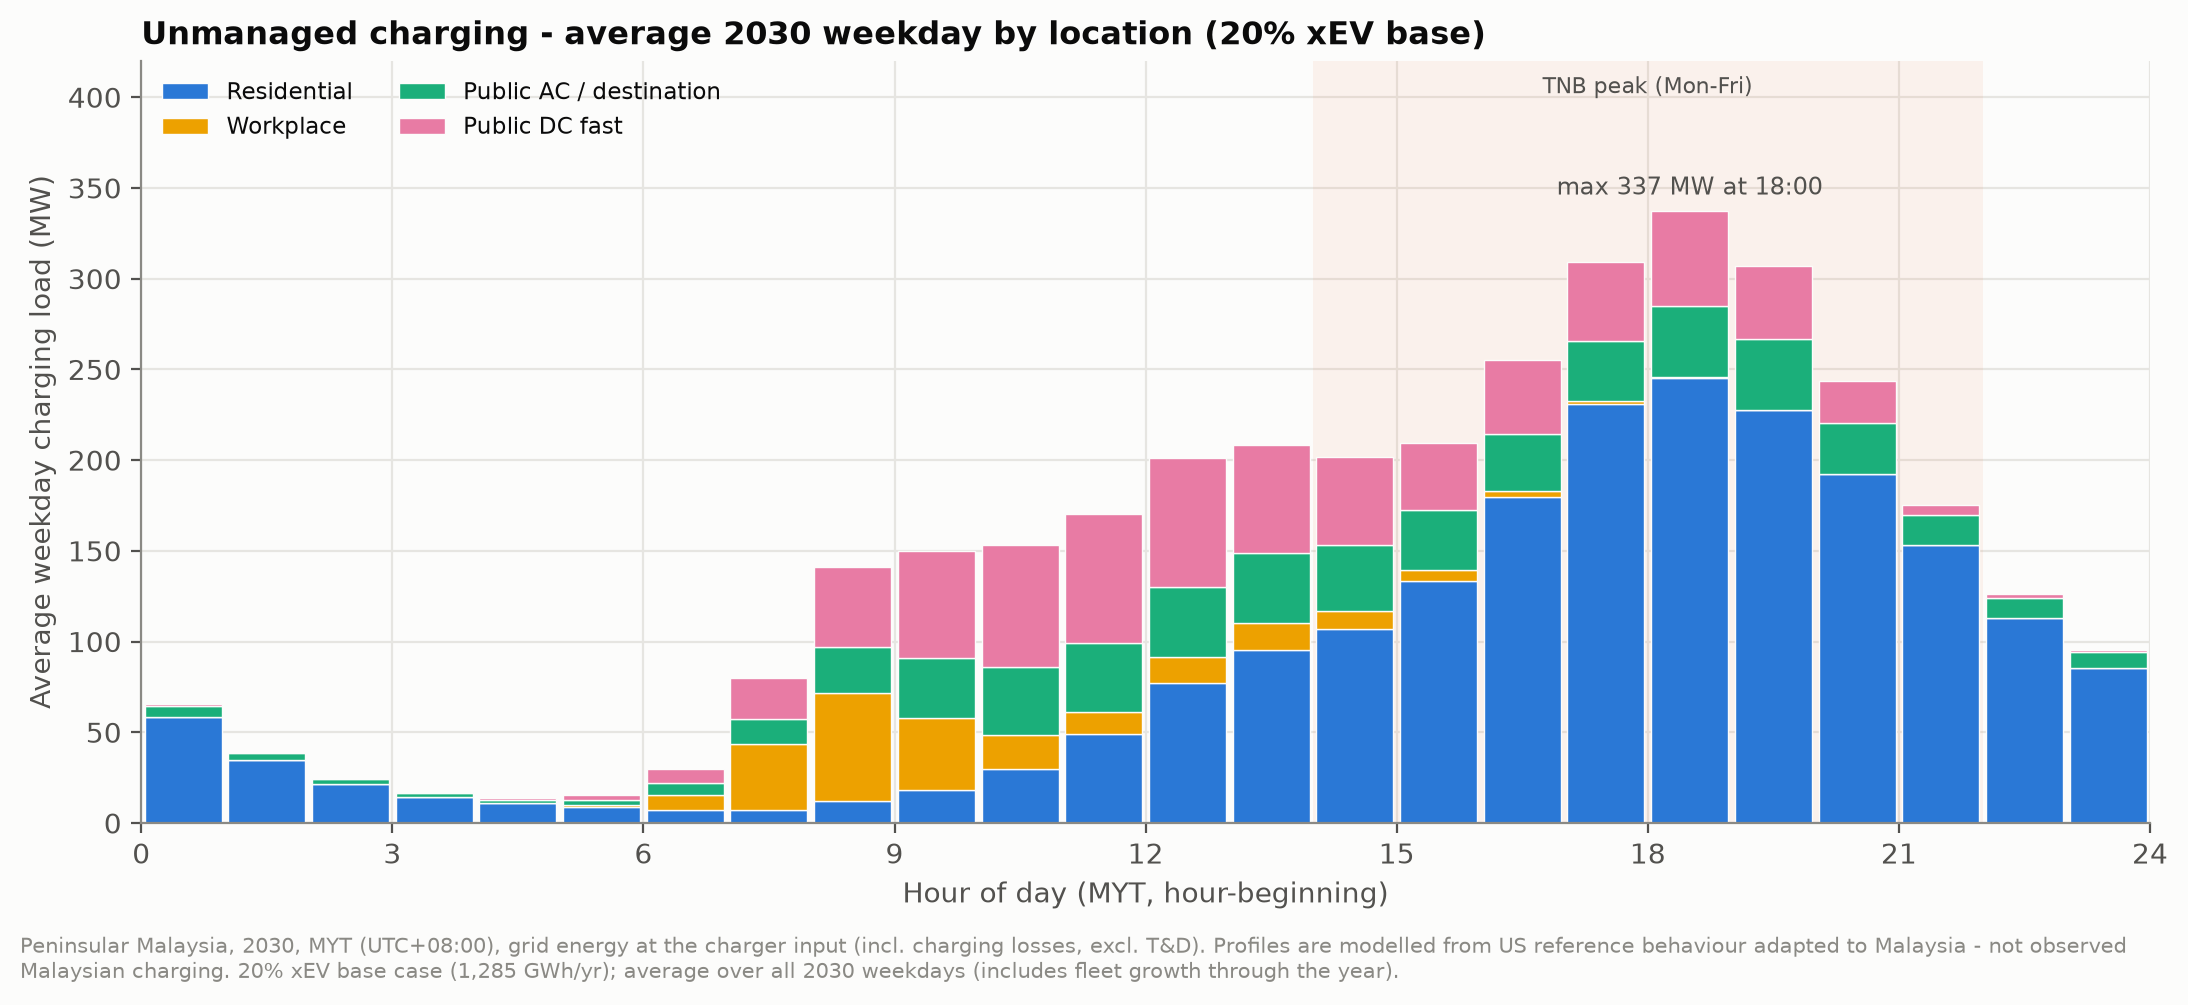 Unmanaged charging - average 2030 weekday by location (20% xEV base)
Residential
Workplace
Public AC / destination
Public DC fast
TNB peak (Mon-Fri)
max 337 MW at 18:00
Average weekday charging load (MW)
400
350
300
250
200
150
100
50
0
0 3 6 9 12 15 18 21 24
Hour of day (MYT, hour-beginning)
Peninsular Malaysia, 2030, MYT (UTC+08:00), grid energy at the charger input (incl. charging losses, excl. T&D). Profiles are modelled from US reference behaviour adapted to Malaysia - not observed
Malaysian charging. 20% xEV base case (1,285 GWh/yr); average over all 2030 weekdays (includes fleet growth through the year).